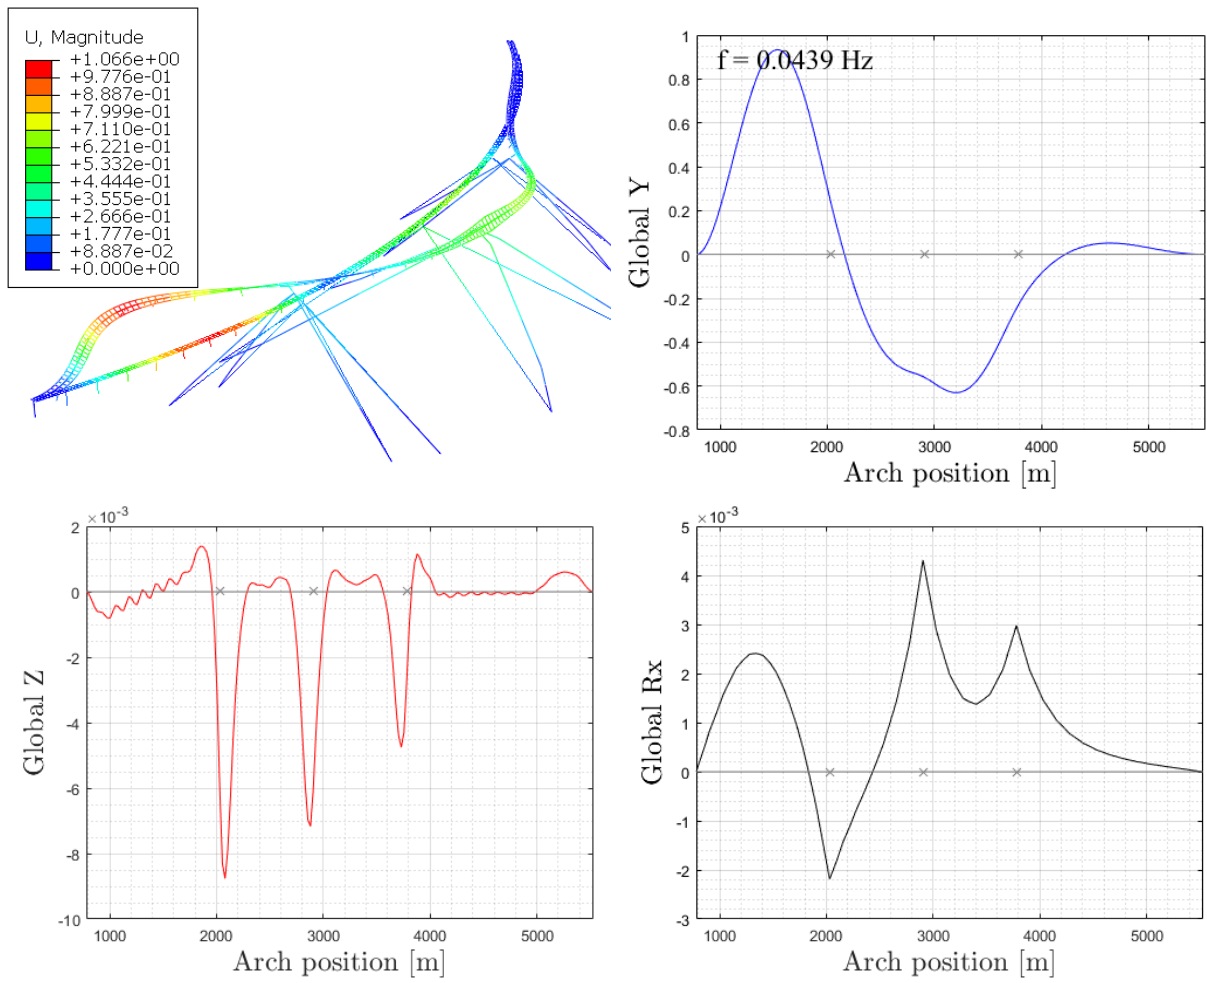 U, Magnitude
+1.066e+00
+9.776e-01
+8.887e-01
+7.999e-01
+7.110e-01
+6.221e-01
+5.332e-01
+4.444e-01
+3.555e-01
+2.666e-01
+1.777e-01
+8.887e-02
+0.000e+00
f = 0.0439 Hz
Global Y
1
0.8
0.6
0.4
0.2
0
-0.2
-0.4
-0.6
-0.8
1000 2000 3000 4000 5000
Arch position [m]
×10-3
Global Z
2
0
-2
-4
-6
-8
-10
1000 2000 3000 4000 5000
Arch position [m]
×10-3
Global Rx
5
4
3
2
1
0
-1
-2
-3
1000 2000 3000 4000 5000
Arch position [m]